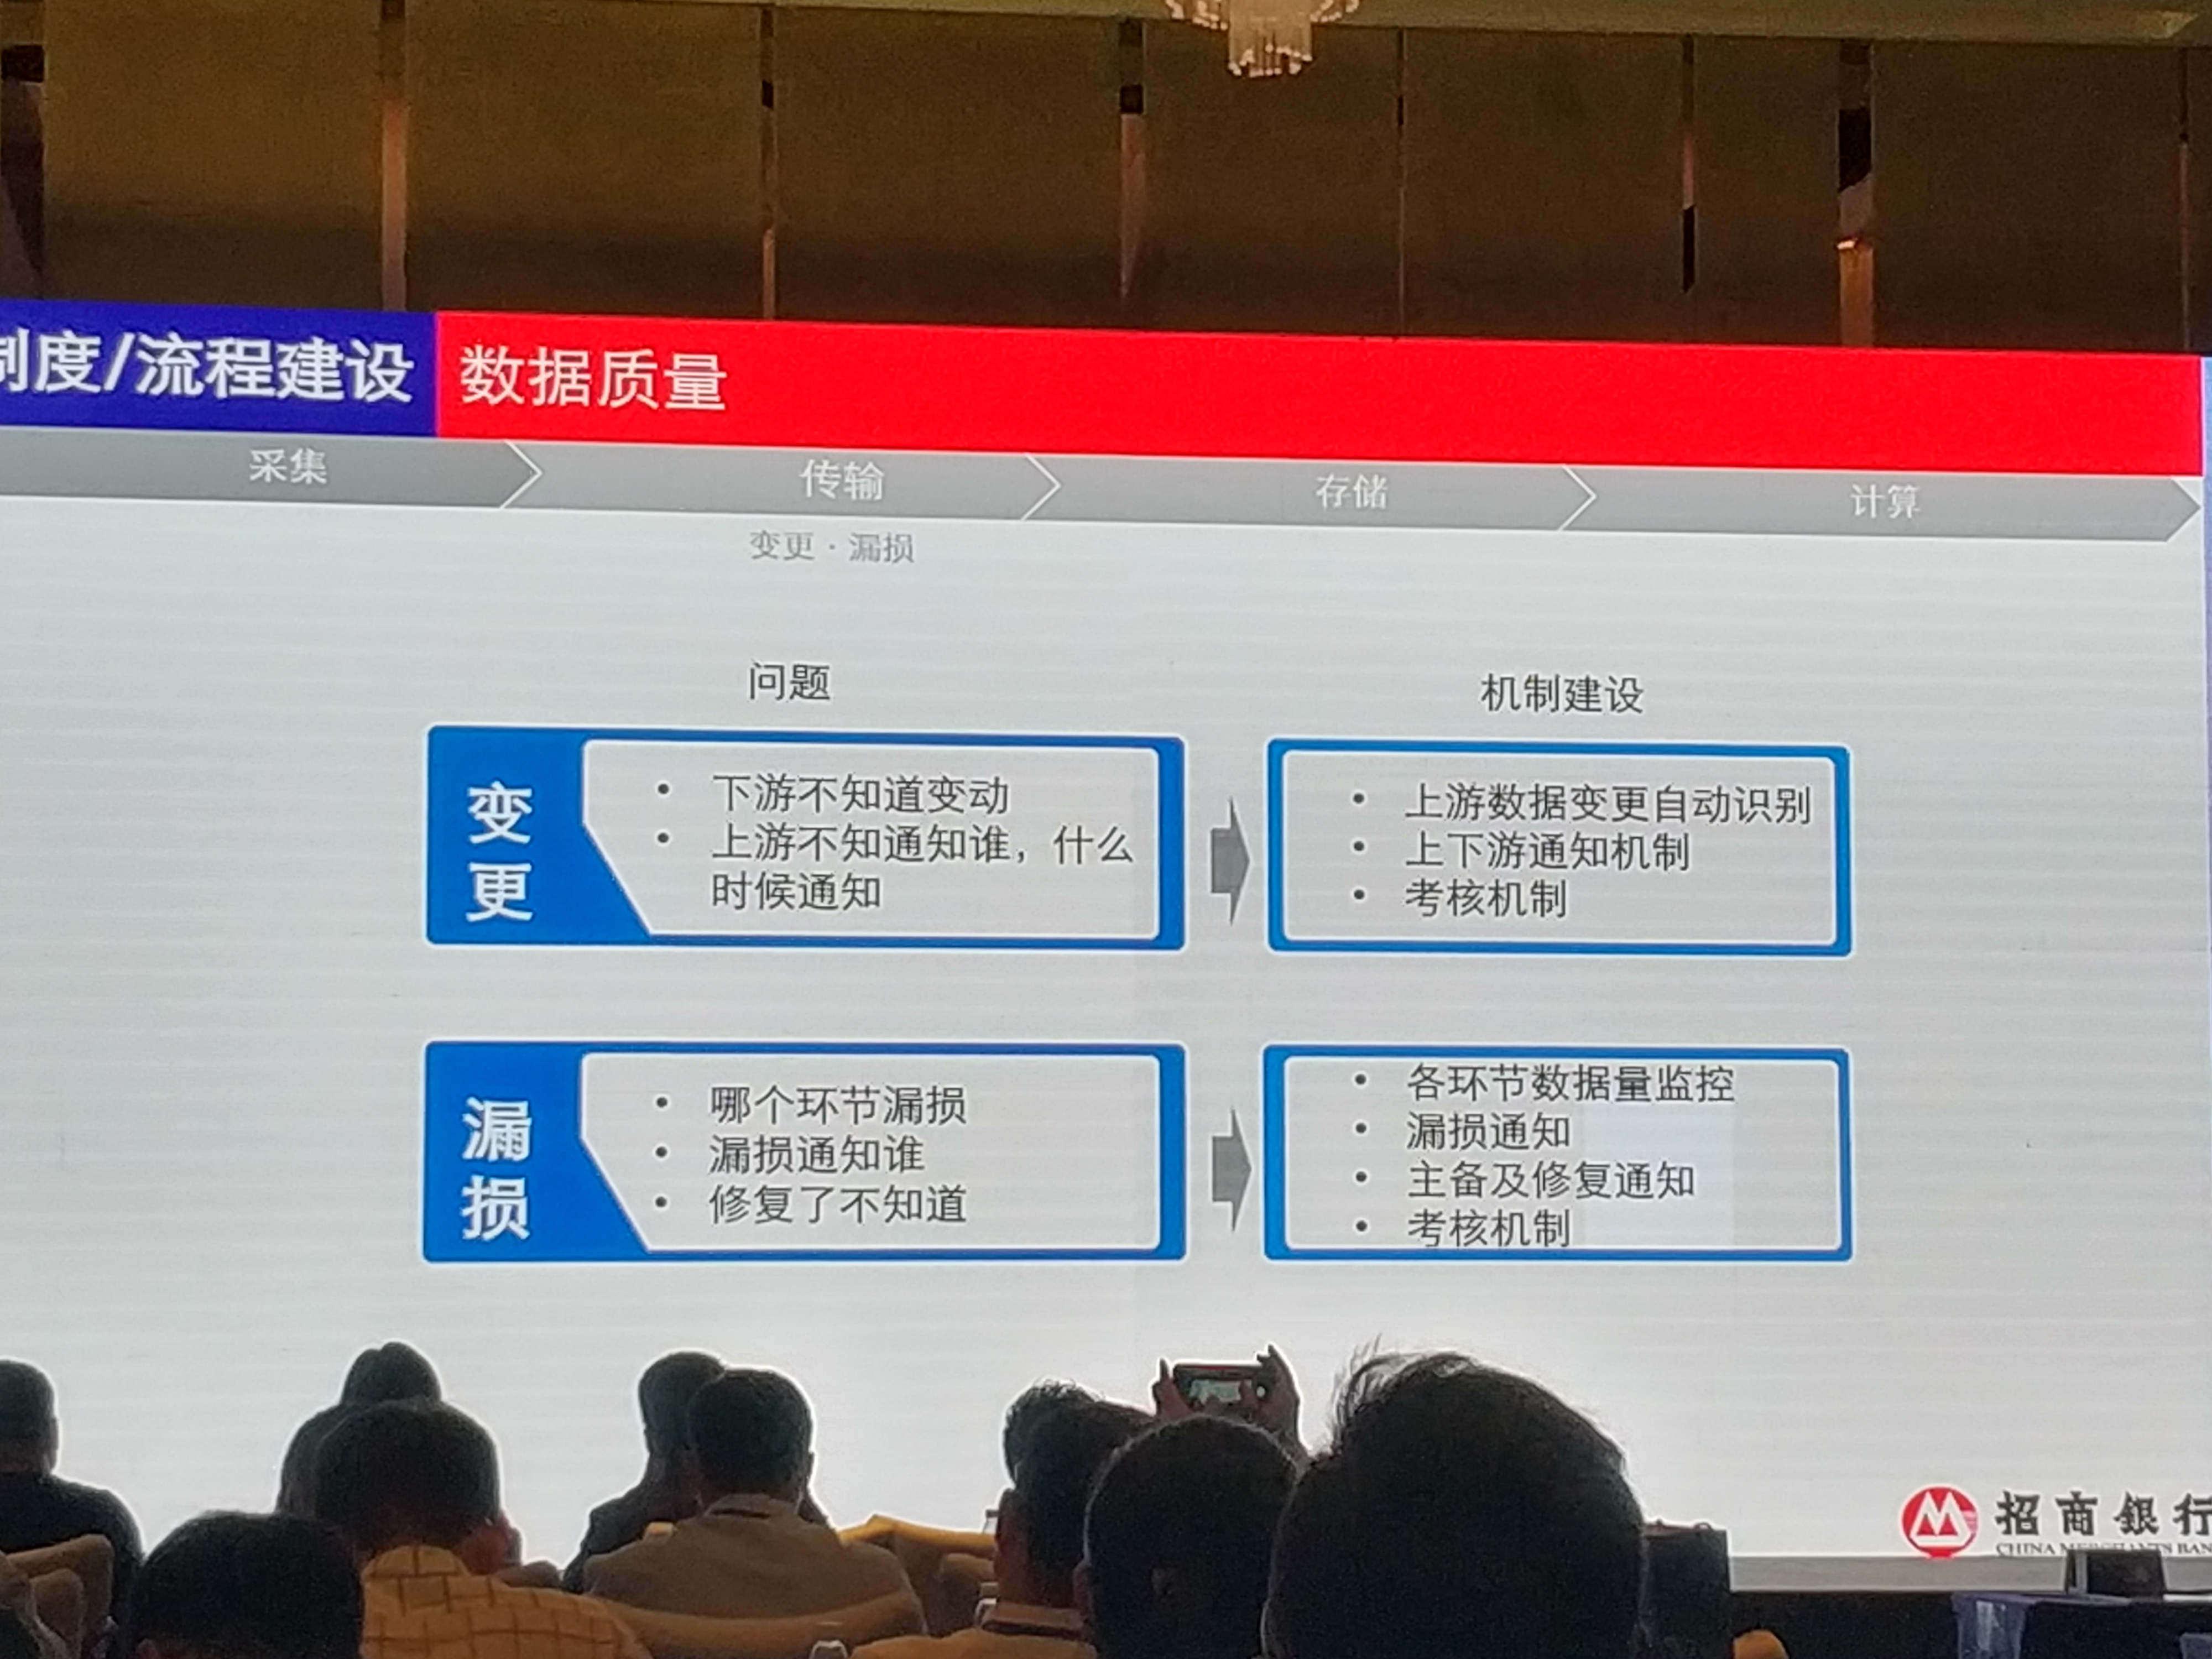 制度/流程建设
数据质量
采集
传输
存储
计算
变更·漏损
问题
机制建设
变更
• 下游不知道变动
• 上游不知通知谁，什么
时候通知
• 上游数据变更自动识别
• 上下游通知机制
• 考核机制
漏损
• 哪个环节漏损
• 漏损通知谁
• 修复了不知道
• 各环节数据量监控
• 漏损通知
• 主备及修复通知
• 考核机制
招商銀行
CHINA MERCHANTS BAN